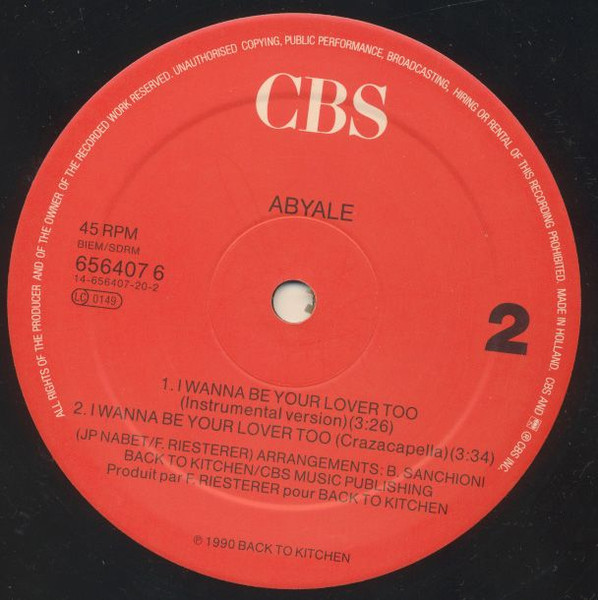 ALL RIGHTS OF THE PRODUCER AND OF THE OWNER OF THE RECORDED WORK RESERVED. UNAUTHORISED COPYING, PUBLIC PERFORMANCE, BROADCASTING, HIRING OR RENTAL OF THIS RECORDING PROHIBITED. MADE IN HOLLAND. CBS AND ® CBS INC.
CBS
ABYALE
45 RPM
BIEM/SDRM
656407 6
14-656407-20-2
LC 0149
2
1. I WANNA BE YOUR LOVER TOO
(Instrumental version)(3:26)
2. I WANNA BE YOUR LOVER TOO (Crazacapella)(3:34)
(JP NABET/F. RIESTERER) ARRANGEMENTS: B. SANCHIONI
BACK TO KITCHEN/CBS MUSIC PUBLISHING
Produit par F. RIESTERER pour BACK TO KITCHEN
℗ 1990 BACK TO KITCHEN